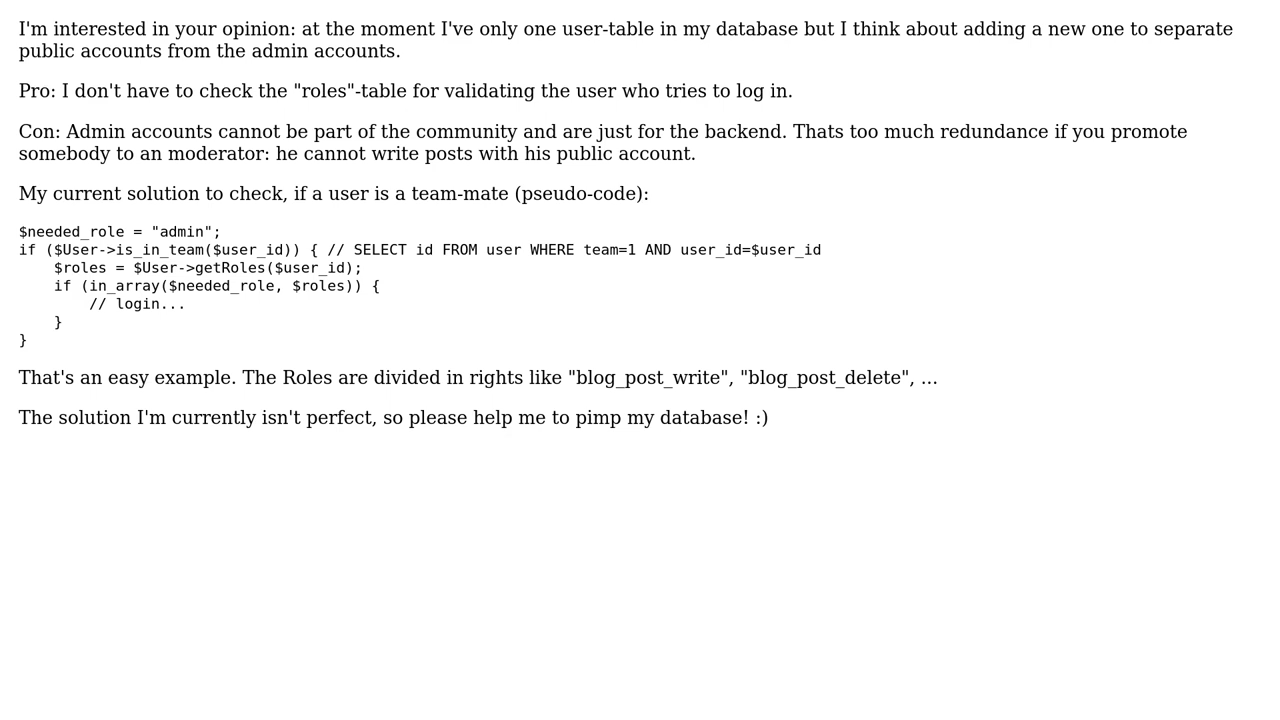 I'm interested in your opinion: at the moment I've only one user-table in my database but I think about adding a new one to separate
public accounts from the admin accounts.
Pro: I don't have to check the "roles"-table for validating the user who tries to log in.
Con: Admin accounts cannot be part of the community and are just for the backend. Thats too much redundance if you promote
somebody to an moderator: he cannot write posts with his public account.
My current solution to check, if a user is a team-mate (pseudo-code):
$needed_role = "admin";
if ($User->is_in_team($user_id)) { // SELECT id FROM user WHERE team=1 AND user_id=$user_id
    $roles = $User->getRoles($user_id);
    if (in_array($needed_role, $roles)) {
        // login...
    }
}
That's an easy example. The Roles are divided in rights like "blog_post_write", "blog_post_delete", ...
The solution I'm currently isn't perfect, so please help me to pimp my database! :)